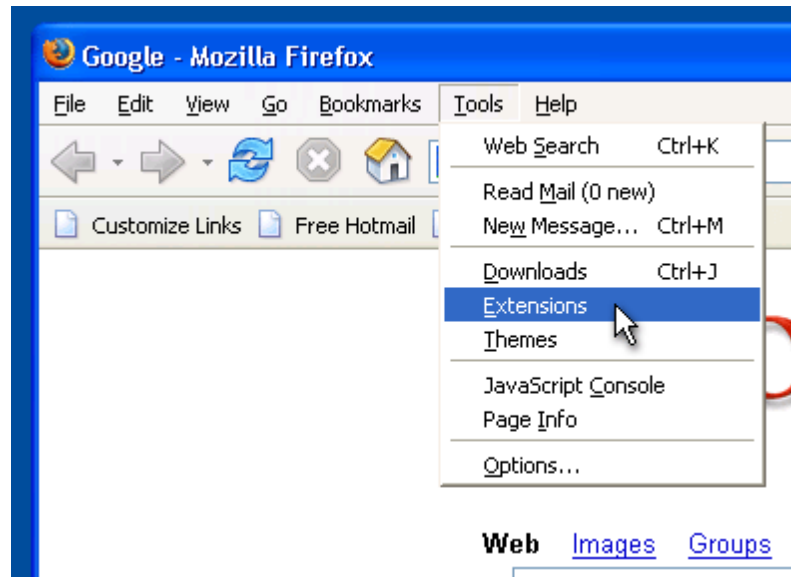 Google - Mozilla Firefox
File Edit View Go Bookmarks Tools Help
Web Search Ctrl+K
Read Mail (0 new)
New Message... Ctrl+M
Customize Links Free Hotmail
Downloads Ctrl+J
Extensions
Themes
JavaScript Console
Page Info
Options...
Web Images Groups